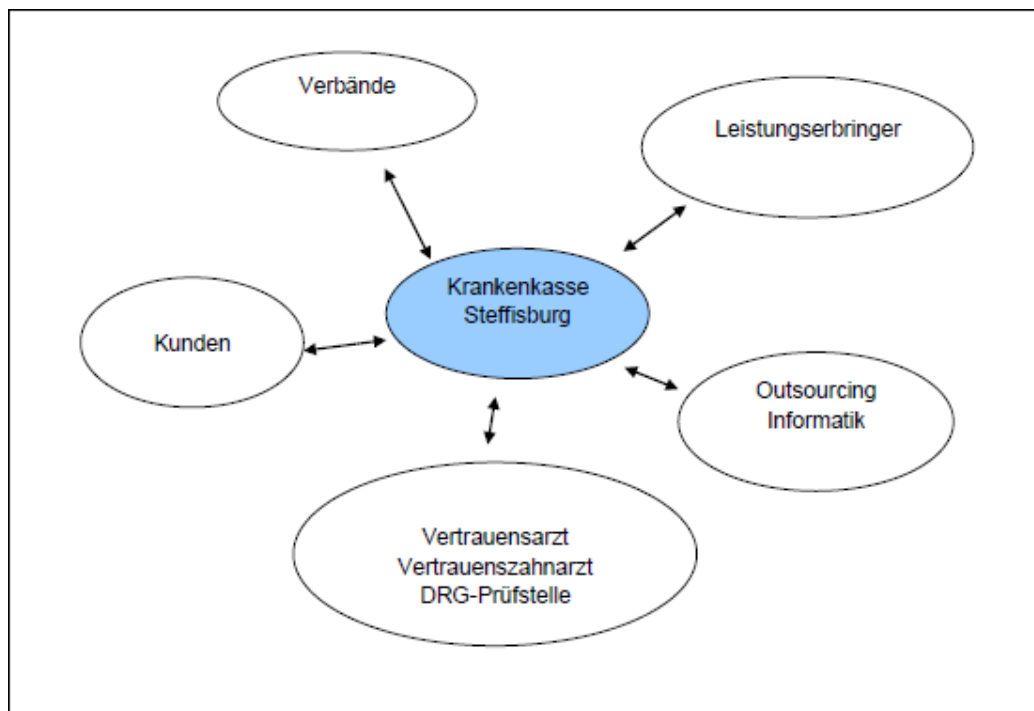 Verbände
Leistungserbringer
Krankenkasse
Steffisburg
Kunden
Outsourcing
Informatik
Vertrauensarzt
Vertrauenszahnarzt
DRG-Prüfstelle